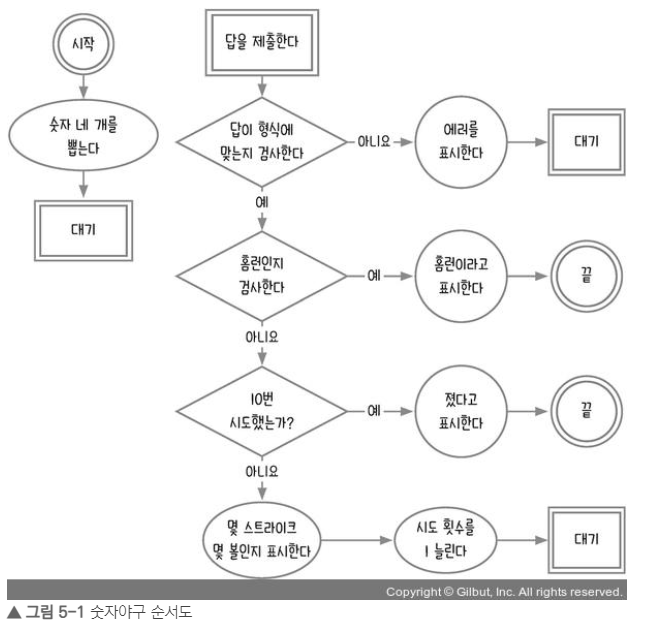 시작
숫자 네 개를
뽑는다
대기
답을 제출한다
답이 형식에
맞는지 검사한다
아니요
에러를
표시한다
대기
예
홈런인지
검사한다
예
홈런이라고
표시한다
끝
아니요
10번
시도했는가?
예
졌다고
표시한다
끝
아니요
몇 스트라이크
몇 볼인지 표시한다
시도 횟수를
1 늘린다
대기
Copyright © Gilbut, Inc. All rights reserved.
▲ 그림 5-1 숫자야구 순서도